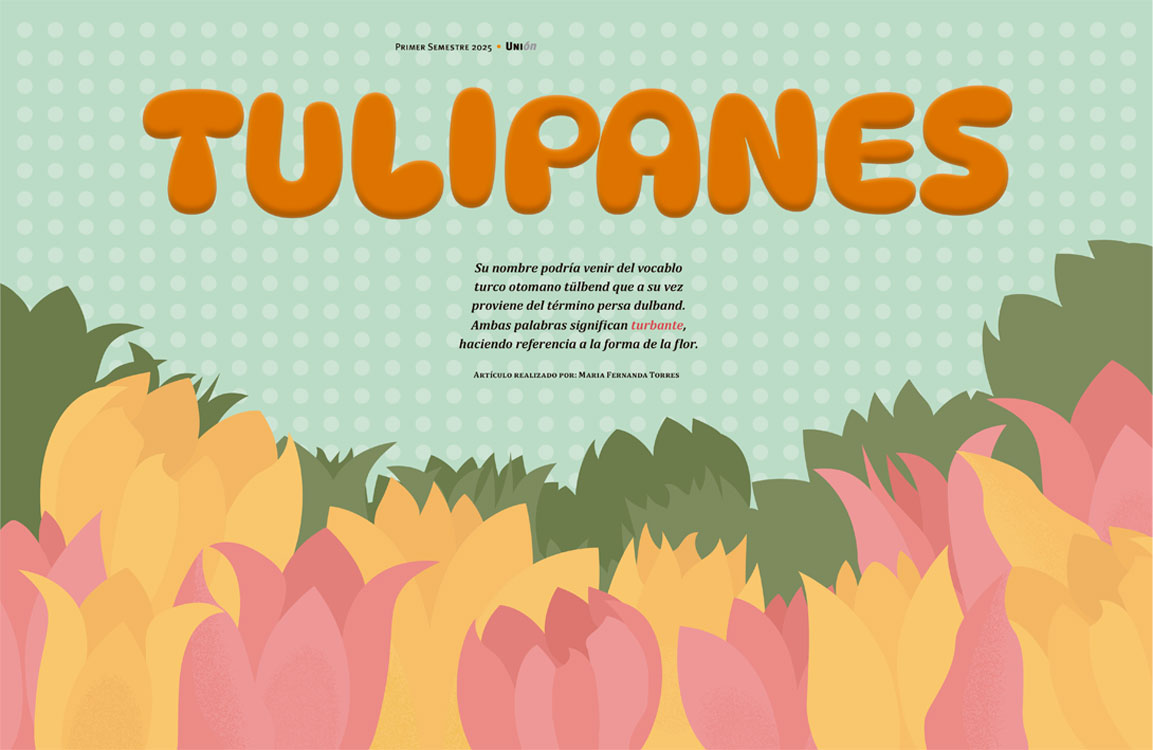 Primer Semestre 2025 • Unión
TULIPANES
Su nombre podría venir del vocablo
turco otomano tülbend que a su vez
proviene del término persa dulband.
Ambas palabras significan turbante,
haciendo referencia a la forma de la flor.
Artículo realizado por: Maria Fernanda Torres